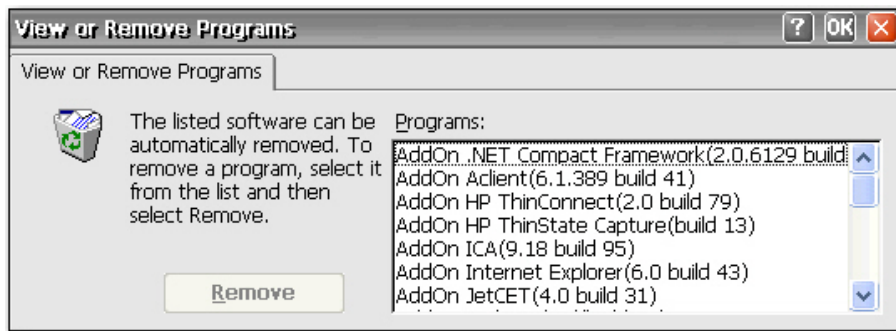 View or Remove Programs
? OK ×
View or Remove Programs
The listed software can be
automatically removed. To
remove a program, select it
from the list and then
select Remove.
Remove
Programs:
AddOn .NET Compact Framework(2.0.6129 build
AddOn Aclient(6.1.389 build 41)
AddOn HP ThinConnect(2.0 build 79)
AddOn HP ThinState Capture(build 13)
AddOn ICA(9.18 build 95)
AddOn Internet Explorer(6.0 build 43)
AddOn JetCET(4.0 build 31)